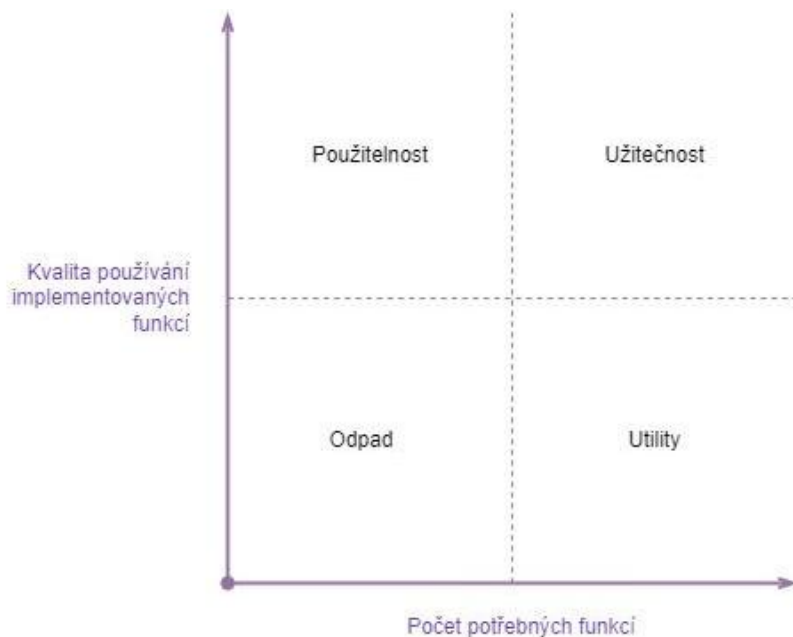 Použitelnost
Užitečnost
Kvalita používání
implementovaných
funkcí
Odpad
Utility
Počet potřebných funkcí